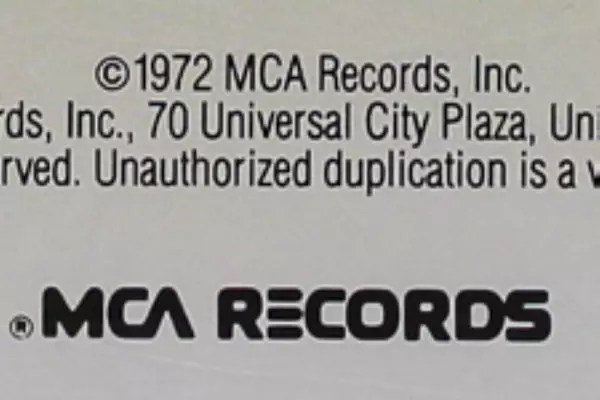 ©1972 MCA Records, Inc.
rds, Inc., 70 Universal City Plaza, Uni
rved. Unauthorized duplication is a v
® MCA RECORDS